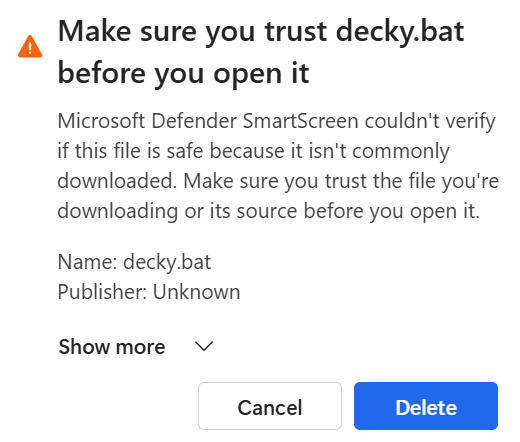 Make sure you trust decky.bat
before you open it
Microsoft Defender SmartScreen couldn't verify
if this file is safe because it isn't commonly
downloaded. Make sure you trust the file you're
downloading or its source before you open it.
Name: decky.bat
Publisher: Unknown
Show more
Cancel
Delete